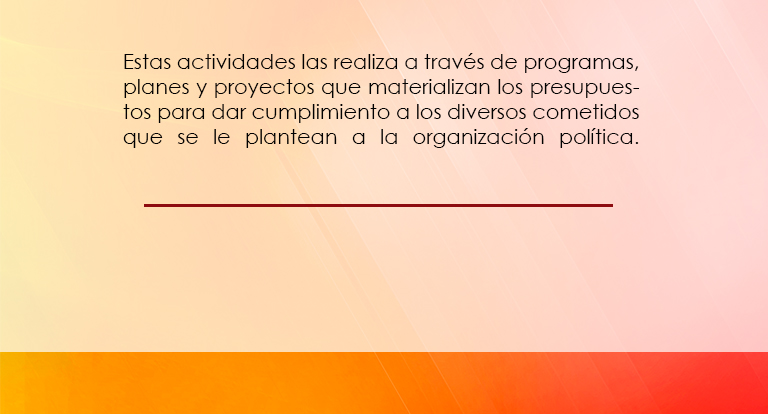 Estas actividades las realiza a través de programas,
planes y proyectos que materializan los presupues-
tos para dar cumplimiento a los diversos cometidos
que se le plantean a la organización política.